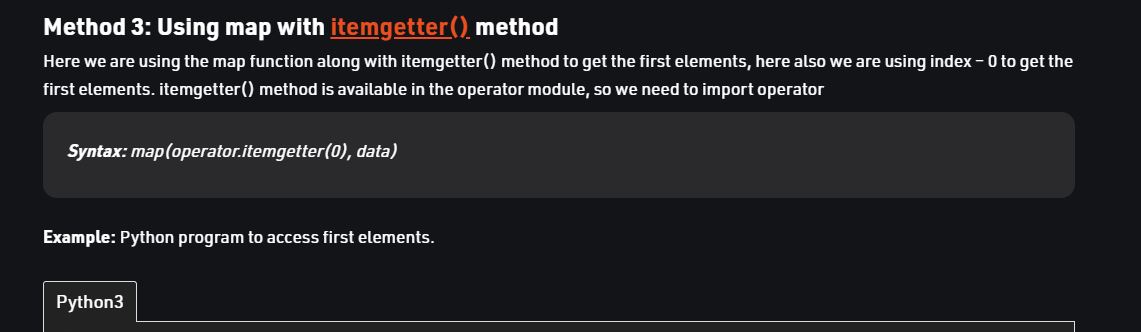 Method 3: Using map with itemgetter() method
Here we are using the map function along with itemgetter() method to get the first elements, here also we are using index – 0 to get the
first elements. itemgetter() method is available in the operator module, so we need to import operator
Syntax: map(operator.itemgetter(0), data)
Example: Python program to access first elements.
Python3